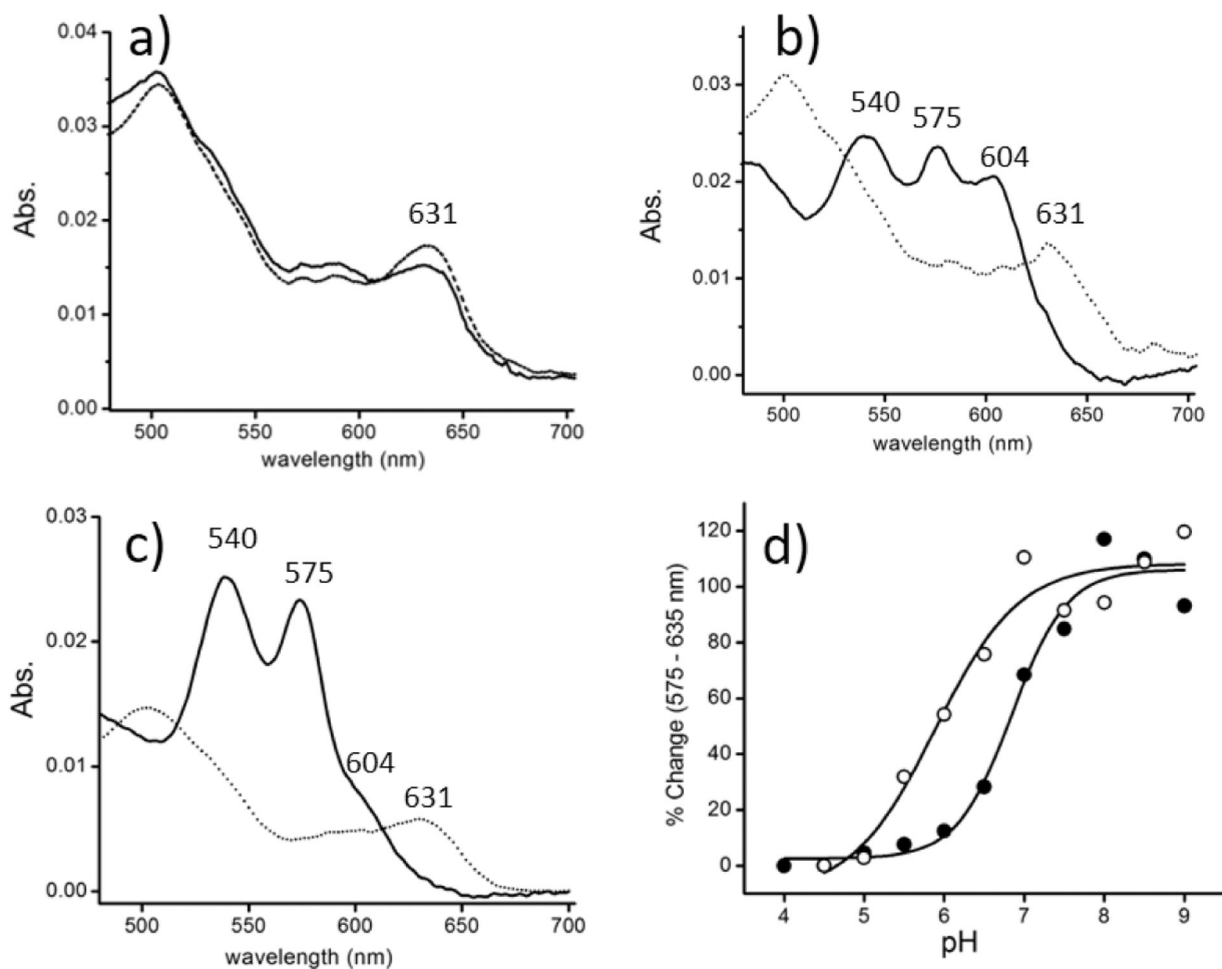 a)
0.04
0.03
0.02
0.01
0.00
Abs.
631
500 550 600 650 700
wavelength (nm)
b)
0.03
0.02
0.01
0.00
Abs.
540
575
604
631
500 550 600 650 700
wavelength (nm)
c)
0.03
0.02
0.01
0.00
Abs.
540
575
604
631
500 550 600 650 700
wavelength (nm)
d)
120
100
80
60
40
20
0
% Change (575 - 635 nm)
4 5 6 7 8 9
pH